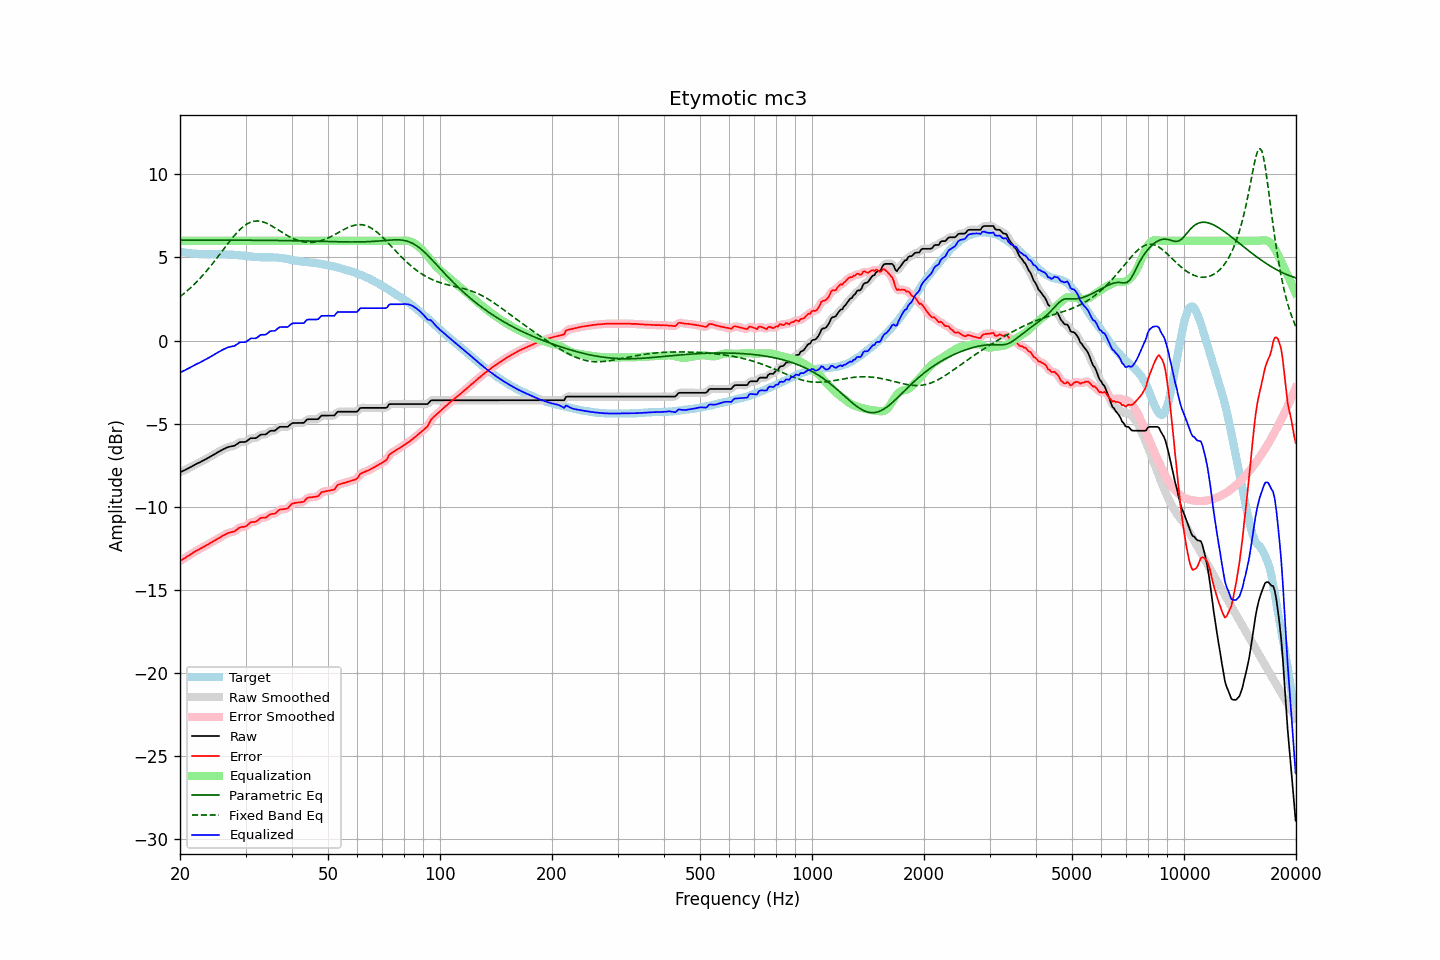 Etymotic mc3
Amplitude (dBr)
10
5
0
−5
−10
−15
−20
−25
−30
Target
Raw Smoothed
Error Smoothed
Raw
Error
Equalization
Parametric Eq
Fixed Band Eq
Equalized
20 50 100 200 500 1000 2000 5000 10000 20000
Frequency (Hz)